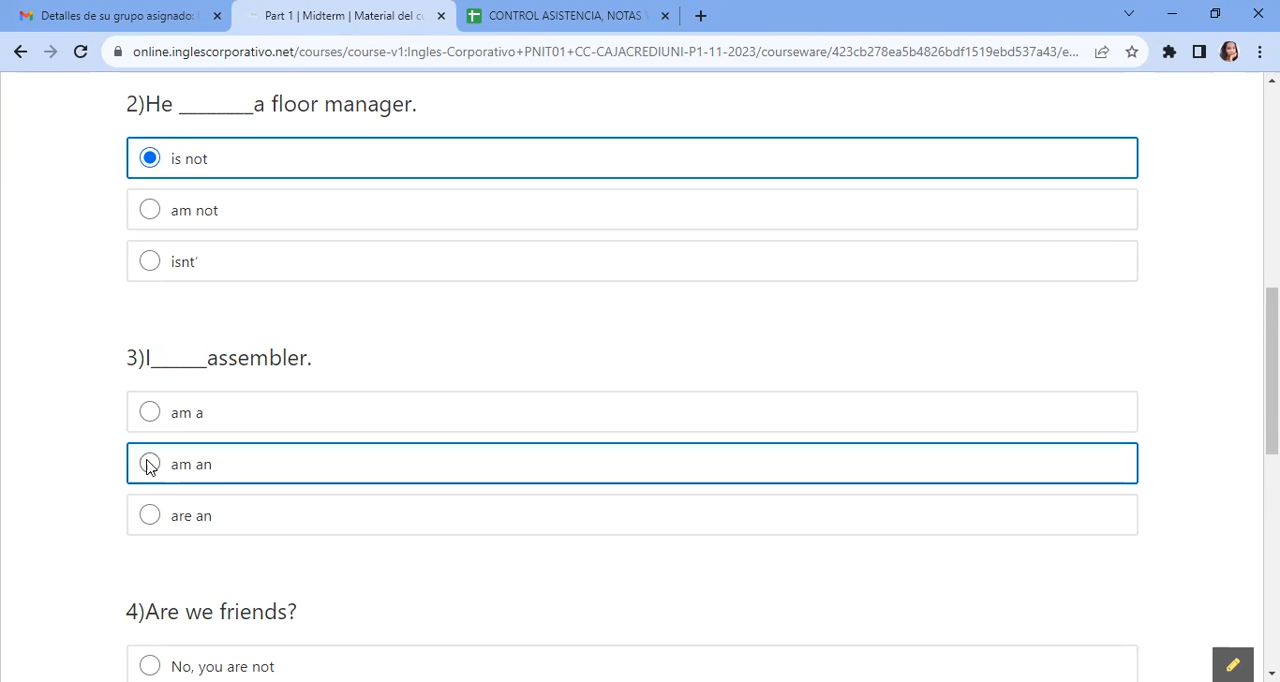 Detalles de su grupo asignado:
Part 1 | Midterm | Material del cu
CONTROL ASISTENCIA, NOTAS Y
online.inglescorporativo.net/courses/course-v1:Ingles-Corporativo+PNIT01+CC-CAJACREDIUNI-P1-11-2023/courseware/423cb278ea5b4826bdf1519ebd537a43/e...
2)He ________a floor manager.
is not
am not
isnt’
3)I______assembler.
am a
am an
are an
4)Are we friends?
No, you are not